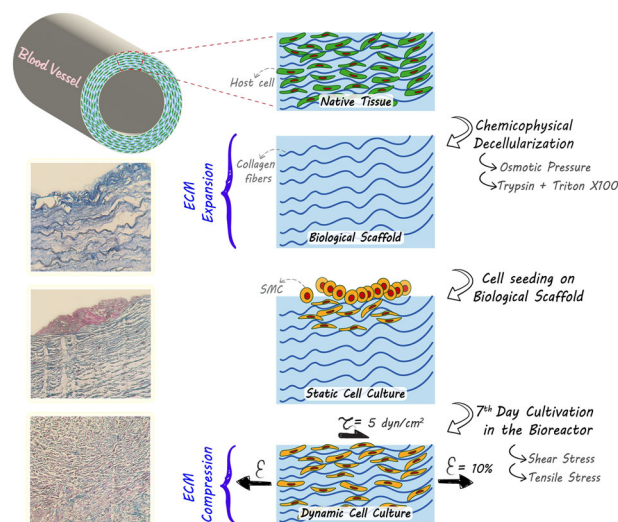 Blood Vessel
Host cell
Native Tissue
Chemicophysical
Decellularization
Osmotic Pressure
Trypsin + Triton X100
ECM
Expansion
Collagen
fibers
Biological Scaffold
SMC
Cell seeding on
Biological Scaffold
Static Cell Culture
τ= 5 dyn/cm²
7th Day Cultivation
in the Bioreactor
Shear Stress
Tensile Stress
ECM
Compression
ε
ε= 10%
Dynamic Cell Culture